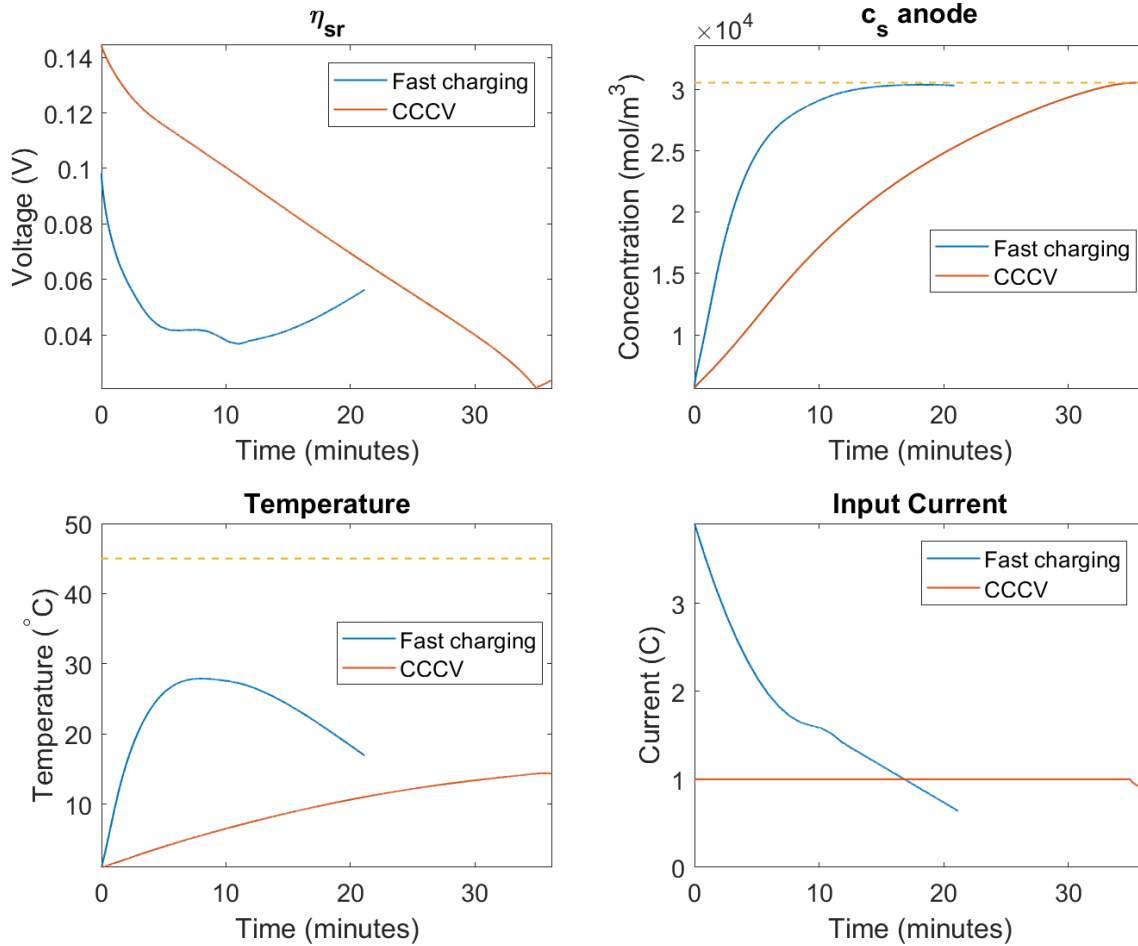 η_sr
Voltage (V)
0.14
0.12
0.1
0.08
0.06
0.04
0
10
20
30
Time (minutes)
Fast charging
CCCV
c_s anode
×10^4
Concentration (mol/m^3)
3
2.5
2
1.5
1
0
10
20
30
Time (minutes)
Fast charging
CCCV
Temperature
Temperature (°C)
50
40
30
20
10
0
10
20
30
Time (minutes)
Fast charging
CCCV
Input Current
Current (C)
3
2
1
0
0
10
20
30
Time (minutes)
Fast charging
CCCV